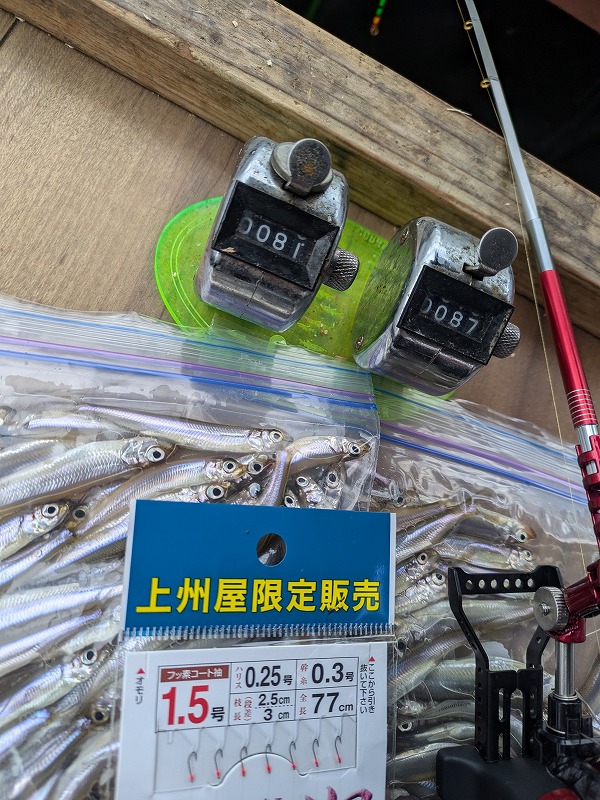 0081
0087
上州屋限定販売
▲オモリ
フッ素コート袖
1.5号
ハリス 0.25号
幹糸 0.3号
枝長 2.5cm
段差 3cm
全長 77cm
▲ここから引き
抜いて下さい